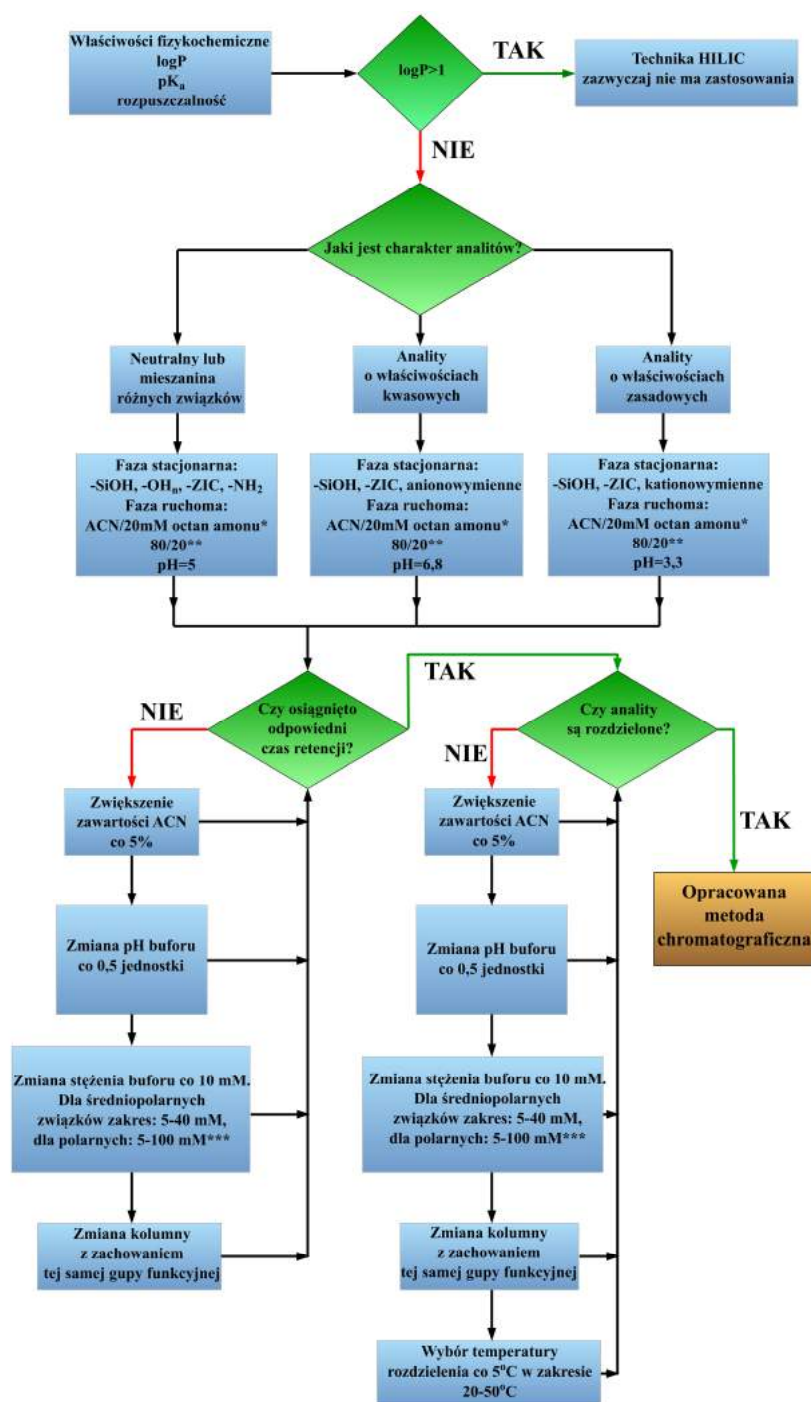 Właściwości fizykochemiczne
logP
pKa
rozpuszczalność
logP>1
TAK
Technika HILIC
zazwyczaj nie ma zastosowania
NIE
Jaki jest charakter analitów?
Neutralny lub
mieszanina
różnych związków
Anality
o właściwościach
kwasowych
Anality
o właściwościach
zasadowych
Faza stacjonarna:
-SiOH, -OHn, -ZIC, -NH2
Faza ruchoma:
ACN/20mM octan amonu*
80/20**
pH=5
Faza stacjonarna:
-SiOH, -ZIC, anionowymienne
Faza ruchoma:
ACN/20mM octan amonu*
80/20**
pH=6,8
Faza stacjonarna:
-SiOH, -ZIC, kationowymienne
Faza ruchoma:
ACN/20mM octan amonu*
80/20**
pH=3,3
Czy osiągnięto
odpowiedni
czas retencji?
NIE
TAK
Zwiększenie
zawartości ACN
co 5%
Zmiana pH buforu
co 0,5 jednostki
Zmiana stężenia buforu co 10 mM.
Dla średniopolarnych
związków zakres: 5-40 mM,
dla polarnych: 5-100 mM***
Zmiana kolumny
z zachowaniem
tej samej gupy funkcyjnej
Czy anality
są rozdzielone?
NIE
TAK
Zwiększenie
zawartości ACN
co 5%
Zmiana pH buforu
co 0,5 jednostki
Zmiana stężenia buforu co 10 mM.
Dla średniopolarnych
związków zakres: 5-40 mM,
dla polarnych: 5-100 mM***
Zmiana kolumny
z zachowaniem
tej samej gupy funkcyjnej
Wybór temperatury
rozdzielenia co 5°C w zakresie
20-50°C
Opracowana
metoda
chromatograficzna